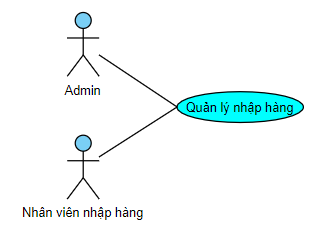 Admin
Quản lý nhập hàng
Nhân viên nhập hàng